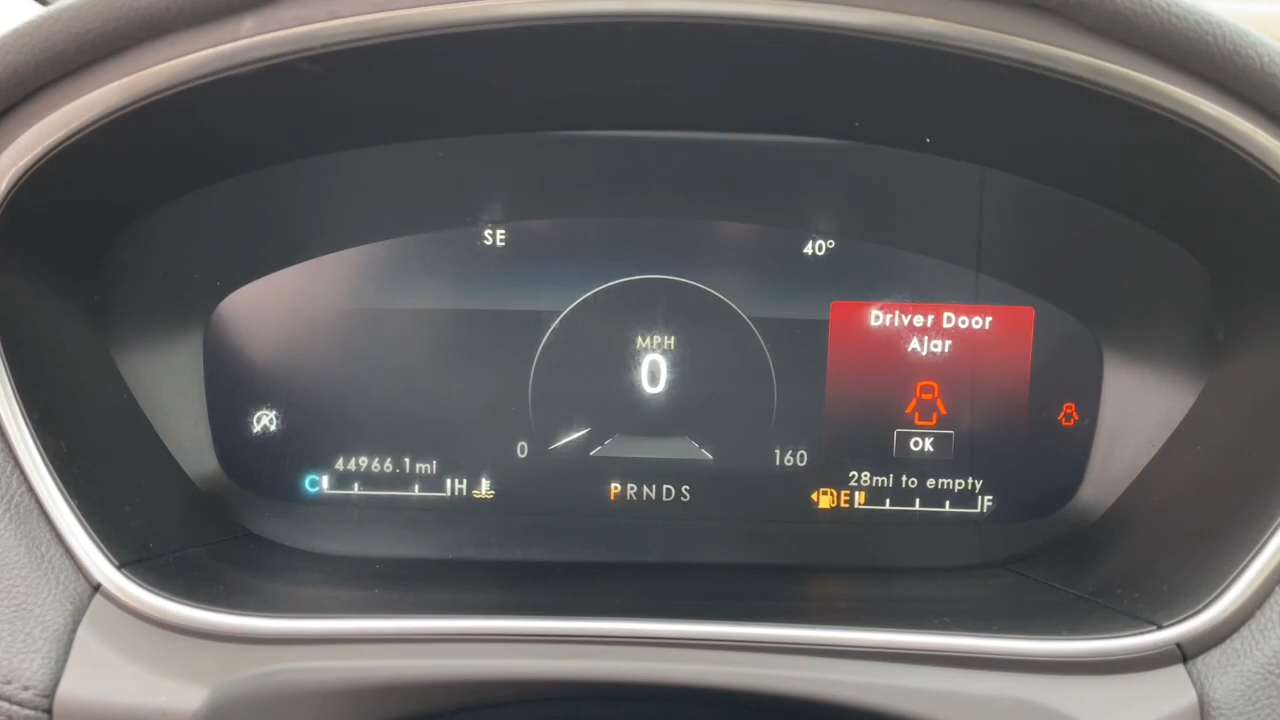 SE
40°
Driver Door
Ajar
MPH
0
OK
0
160
44966.1mi
28mi to empty
C
H
PRNDS
E
F